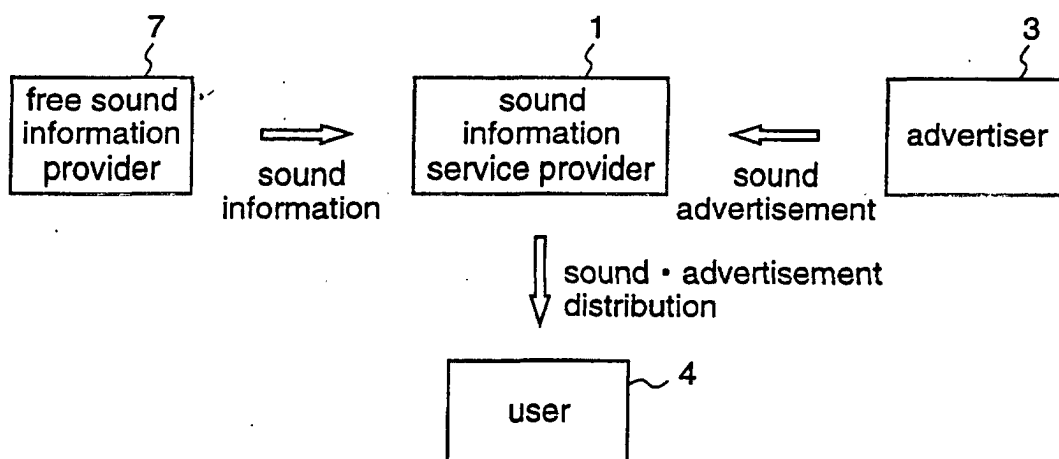 7
1
3
free sound
information
provider
sound
information
service provider
advertiser
sound
information
sound
advertisement
sound・advertisement
distribution
4
user